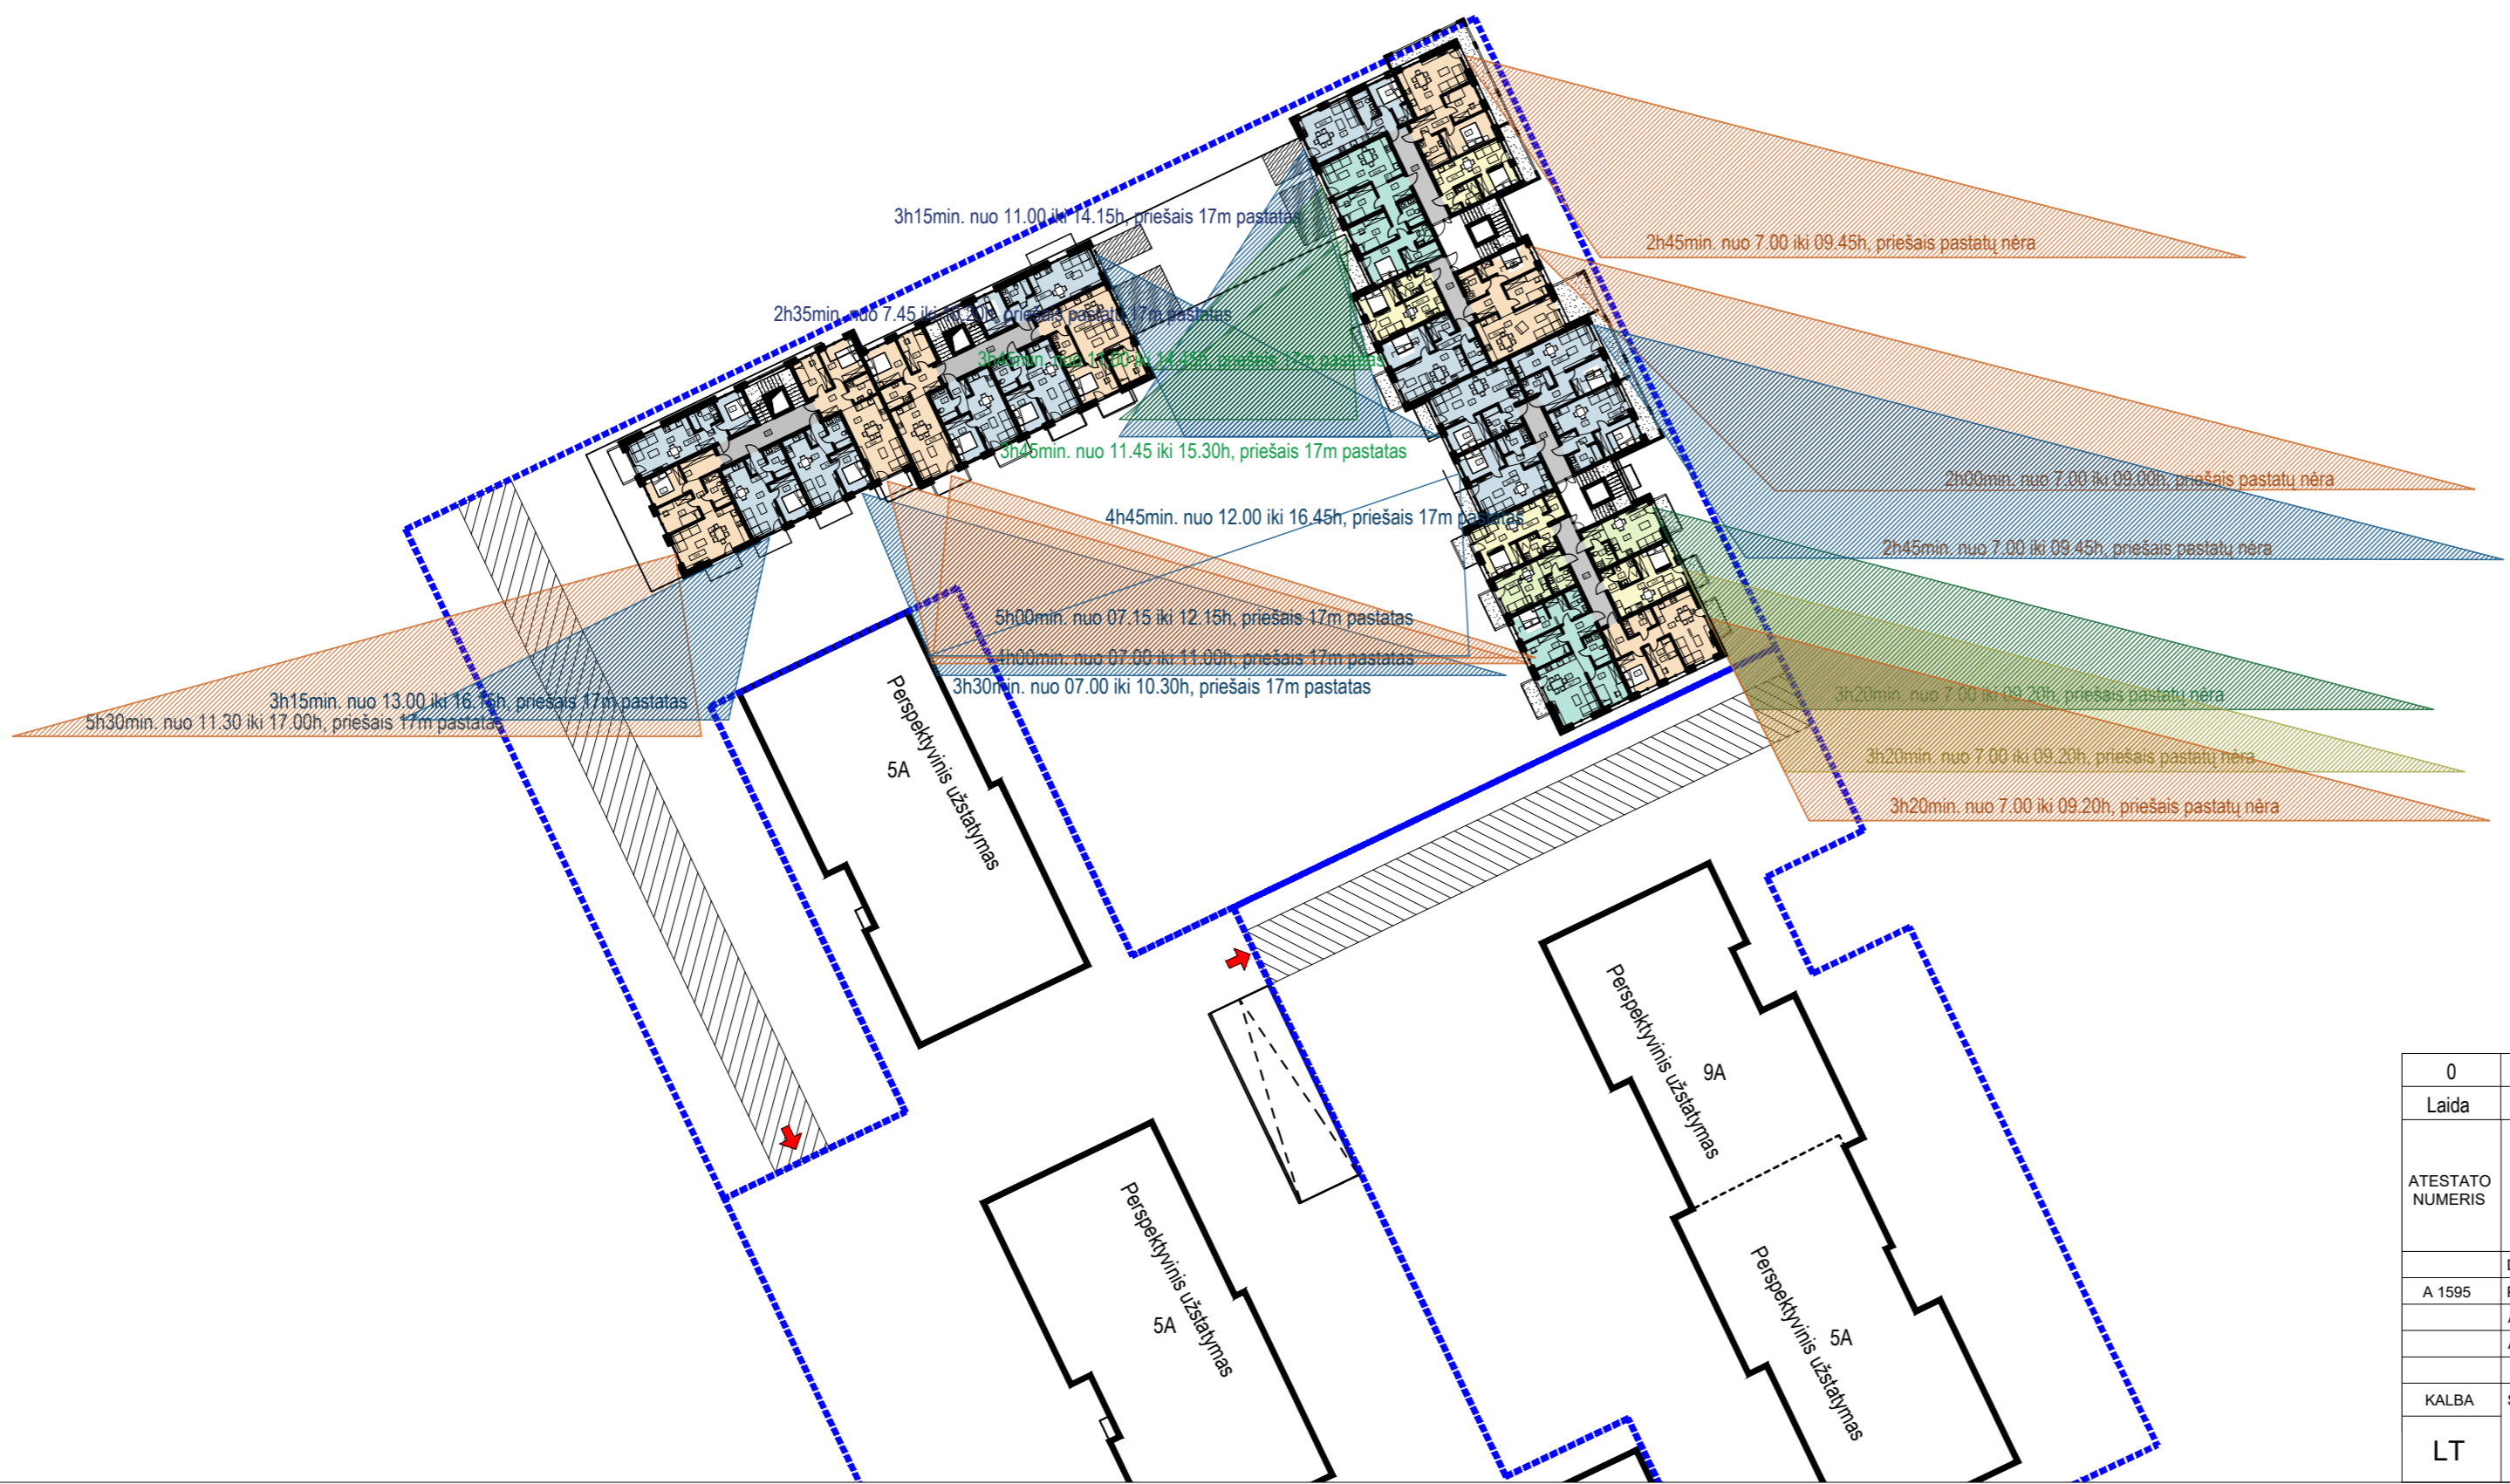 3h15min. nuo 11.00 iki 14.15h, priešais 17m pastatas
2h45min. nuo 7.00 iki 09.45h, priešais pastatų nėra
2h35min. nuo 7.45 iki 10.20h, priešais pastatų 17m pastatas
3h45min. nuo 11.00 iki 14.45h, priešais 17m pastatas
3h45min. nuo 11.45 iki 15.30h, priešais 17m pastatas
2h00min. nuo 7.00 iki 09.00h, priešais pastatų nėra
4h45min. nuo 12.00 iki 16.45h, priešais 17m pastatas
2h45min. nuo 7.00 iki 09.45h, priešais pastatų nėra
5h00min. nuo 07.15 iki 12.15h, priešais 17m pastatas
4h00min. nuo 07.00 iki 11.00h, priešais 17m pastatas
3h30min. nuo 07.00 iki 10.30h, priešais 17m pastatas
3h15min. nuo 13.00 iki 16.15h, priešais 17m pastatas
5h30min. nuo 11.30 iki 17.00h, priešais 17m pastatas
3h20min. nuo 7.00 iki 09.20h, priešais pastatų nėra
3h20min. nuo 7.00 iki 09.20h, priešais pastatų nėra
3h20min. nuo 7.00 iki 09.20h, priešais pastatų nėra
5A
Perspektyvinis užstatymas
9A
Perspektyvinis užstatymas
5A
Perspektyvinis užstatymas
5A
Perspektyvinis užstatymas
0
Laida
ATESTATO
NUMERIS
A 1595
KALBA
LT